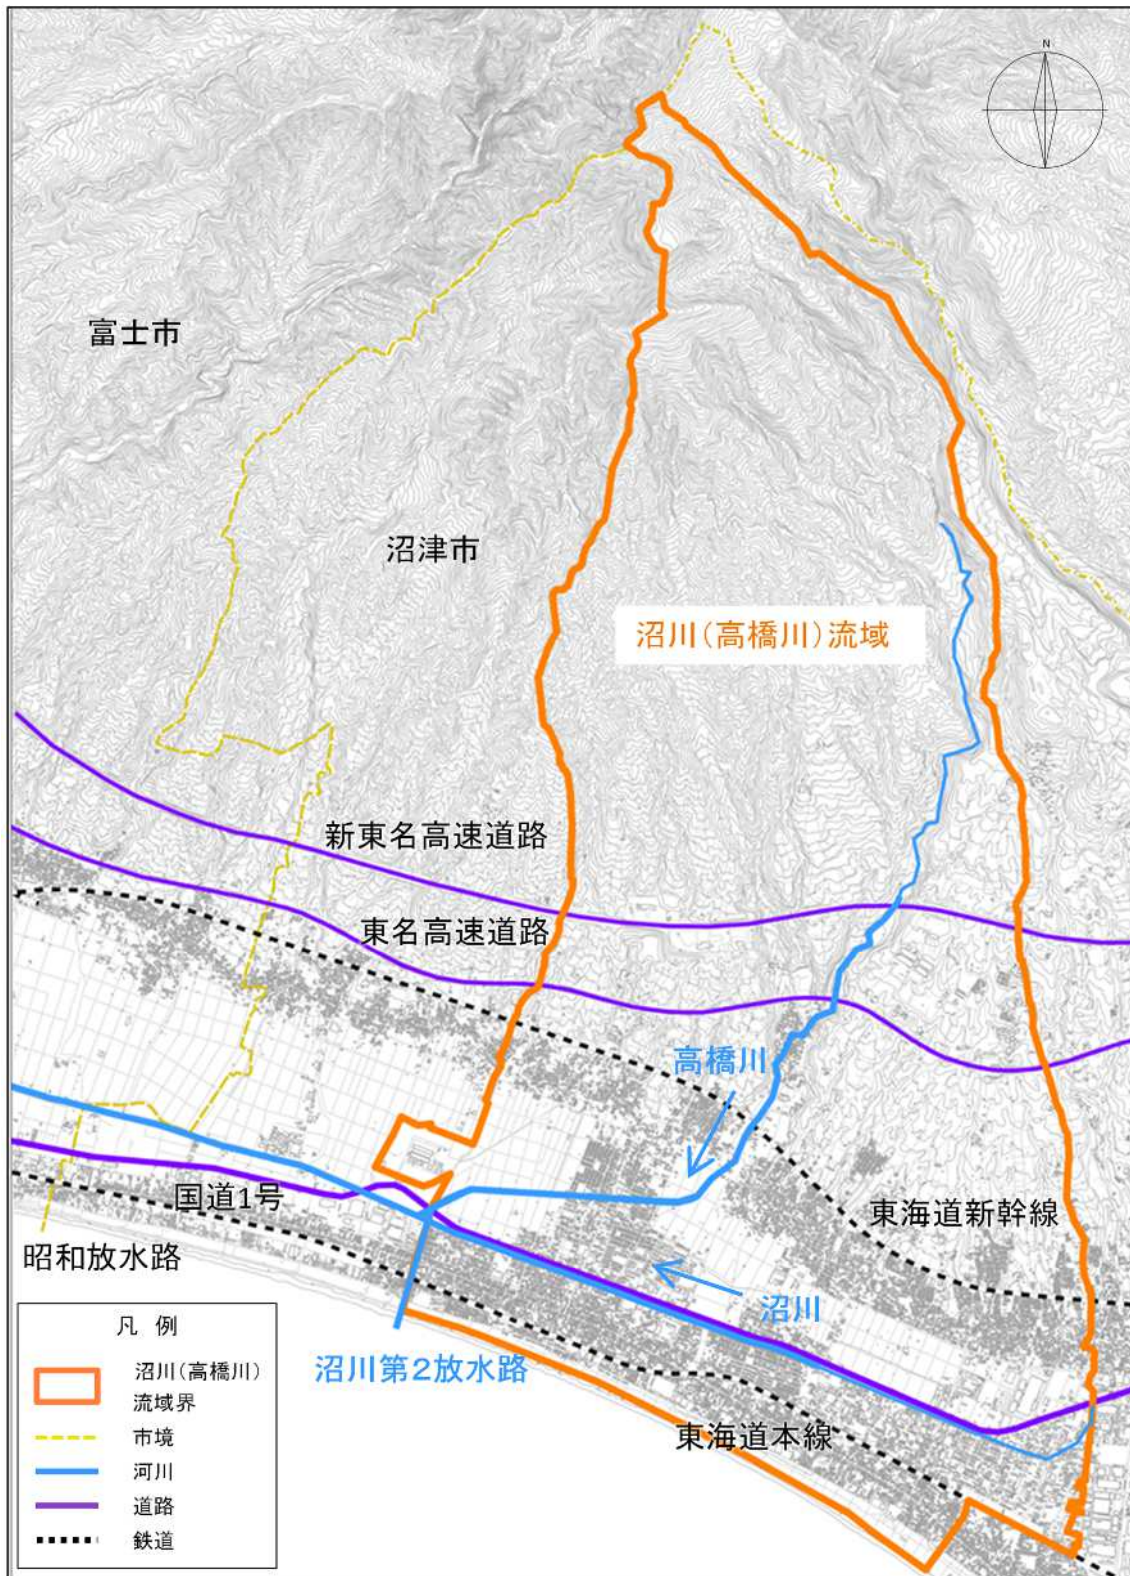 N
富士市
沼津市
沼川(高橋川)流域
新東名高速道路
東名高速道路
高橋川
国道1号
東海道新幹線
昭和放水路
沼川
沼川第2放水路
東海道本線
凡 例
沼川(高橋川)
流域界
市境
河川
道路
鉄道